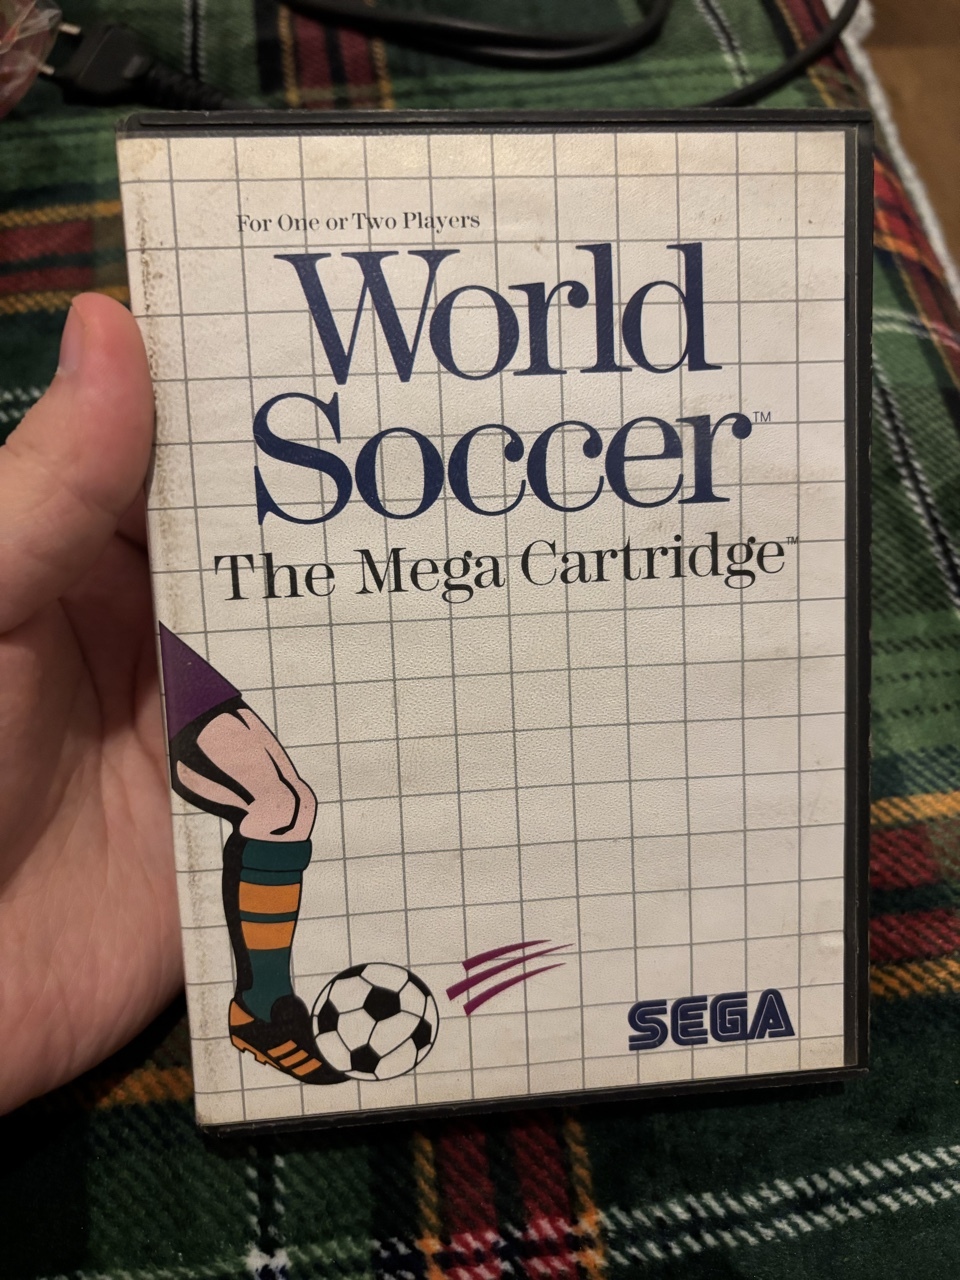 For One or Two Players
World
Soccer™
The Mega Cartridge™
SEGA